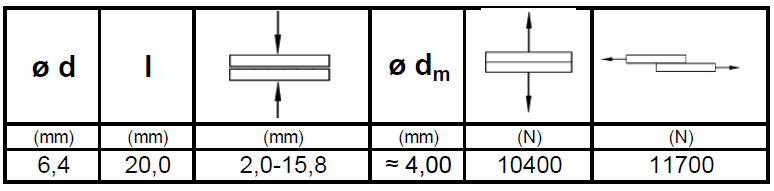 ø d l ø dm
(mm) (mm) (mm) (mm) (N) (N)
6,4 20,0 2,0-15,8 ≈ 4,00 10400 11700